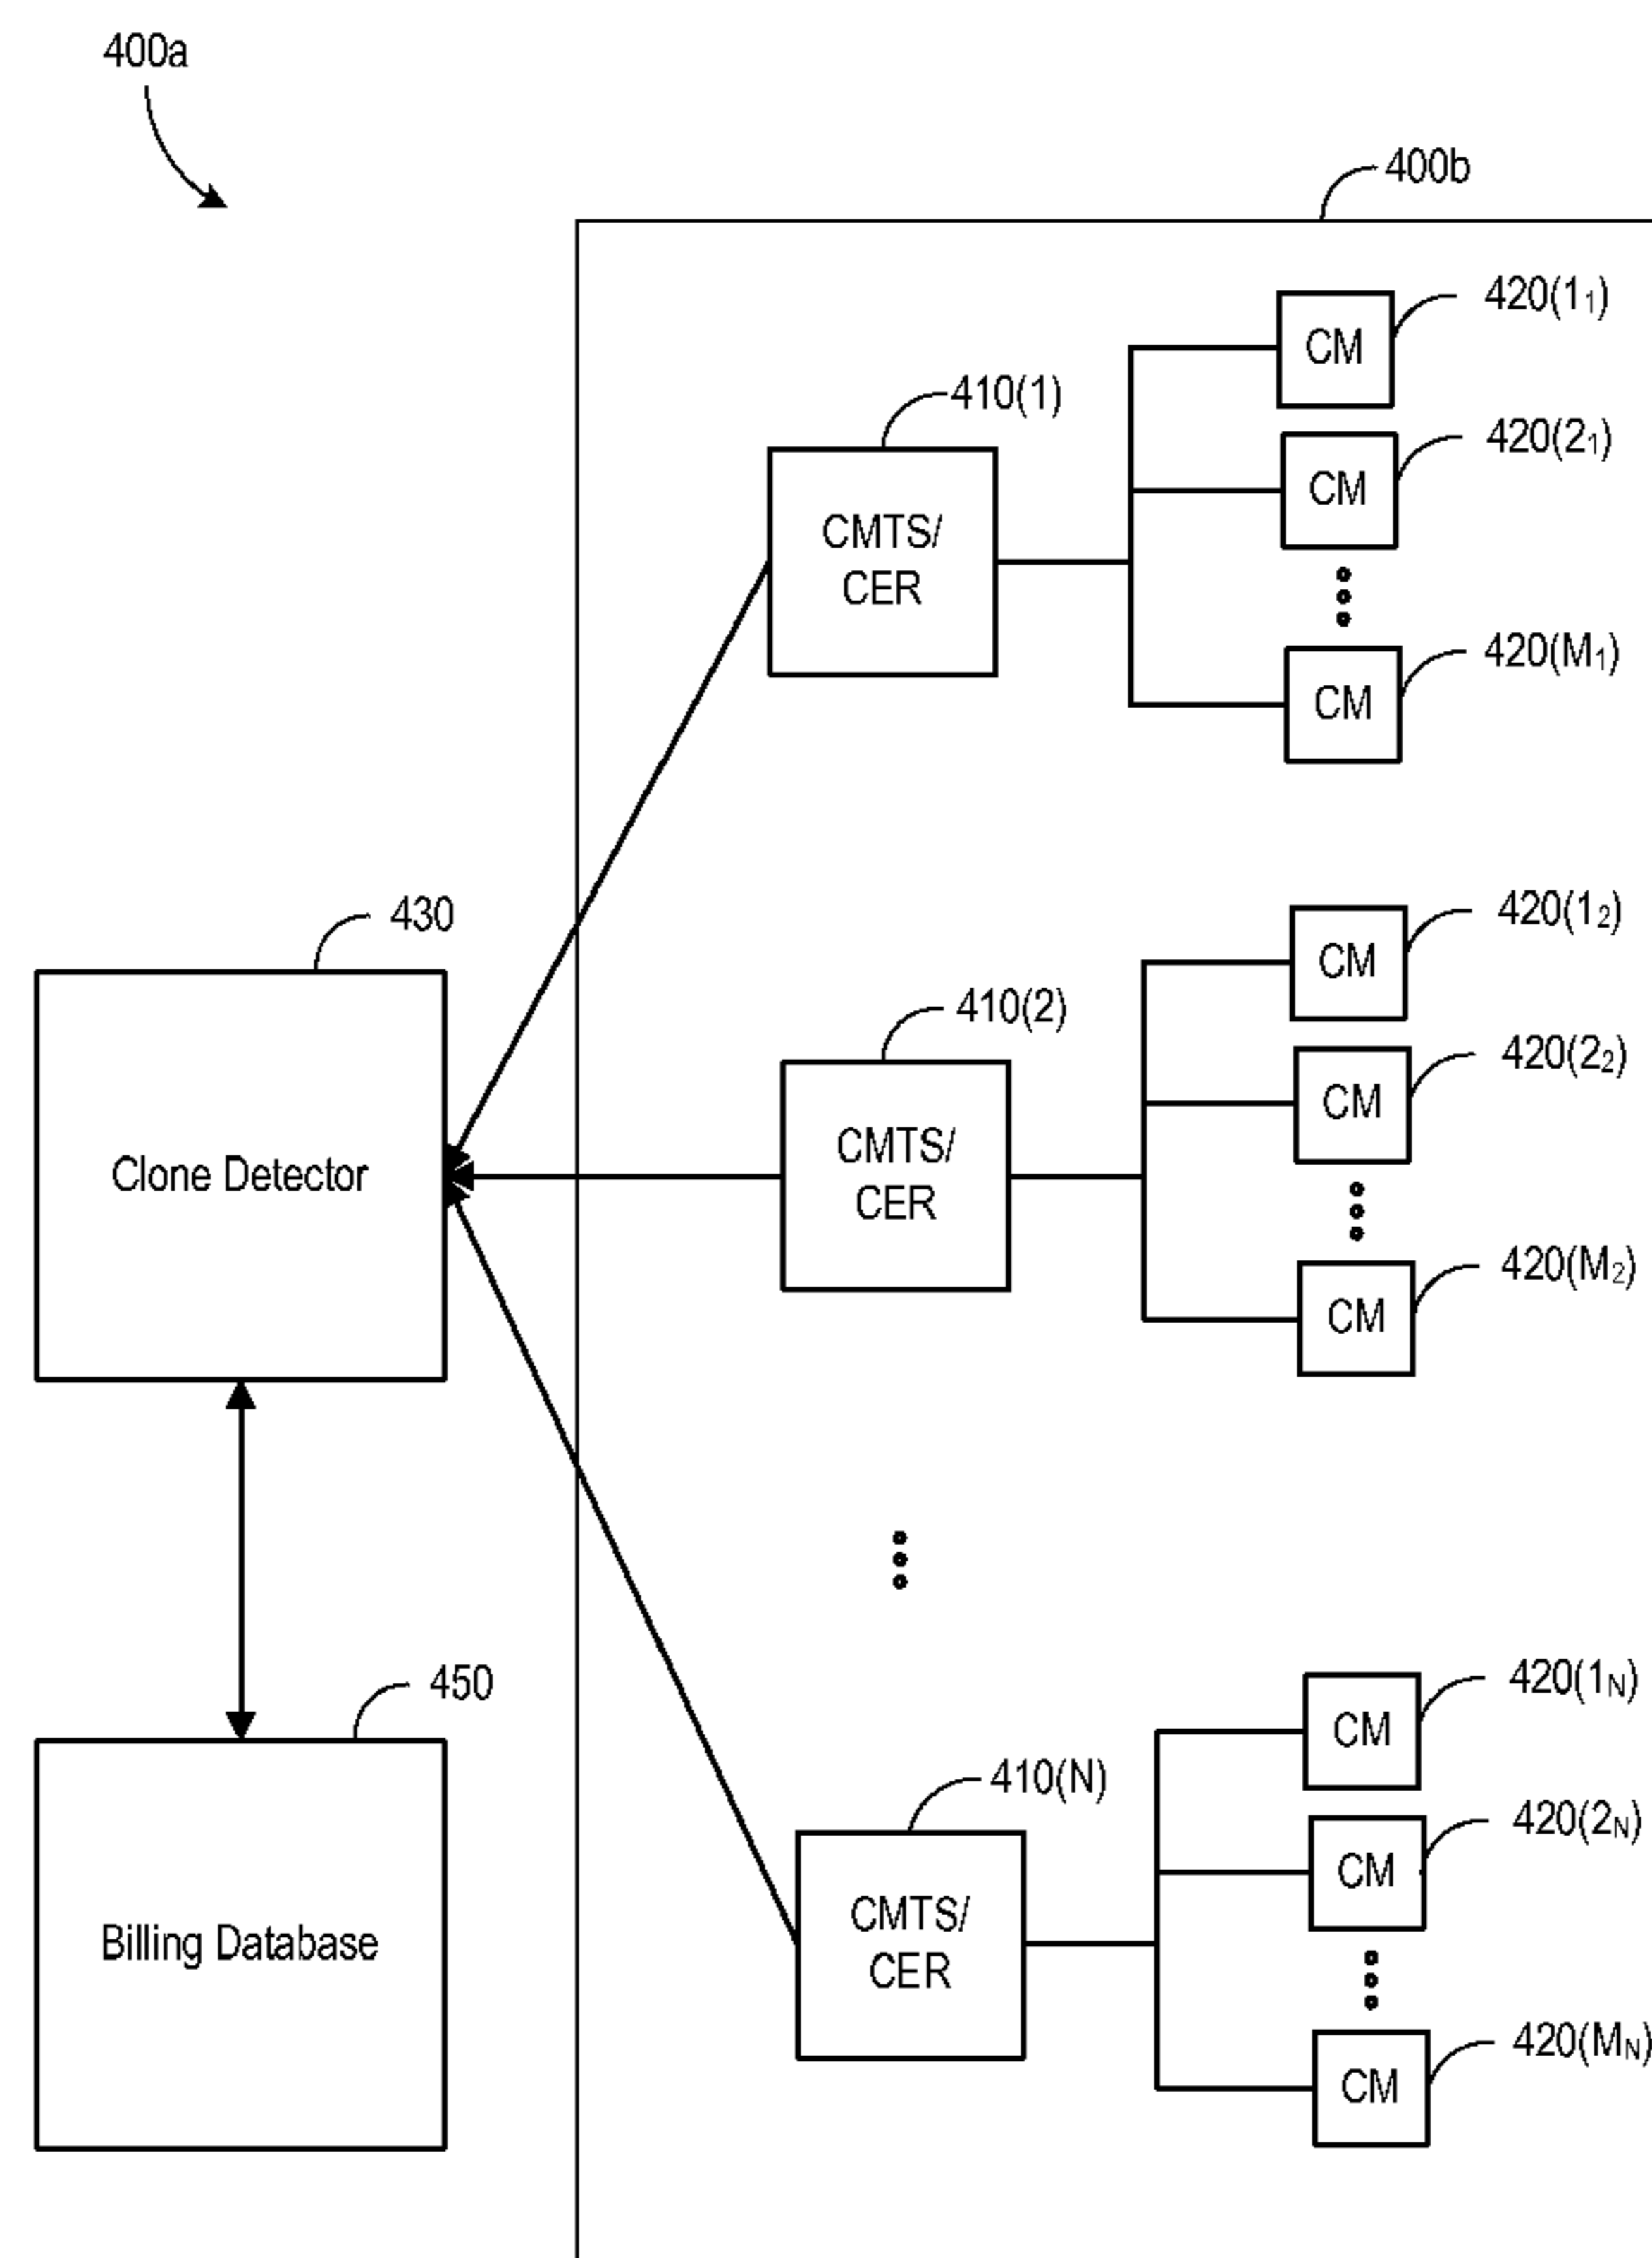 400a
400b
420(1₁)
CM
410(1)
420(2₁)
CM
CMTS/
CER
420(M₁)
CM
430
420(1₂)
CM
410(2)
420(2₂)
CM
Clone Detector
CMTS/
CER
420(M₂)
CM
450
420(1N)
CM
410(N)
420(2N)
CM
Billing Database
CMTS/
CER
420(MN)
CM